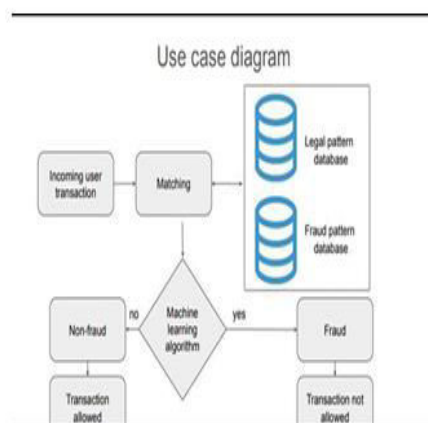 Use case diagram
Legal pattern
database
Incoming user
transaction
Matching
Fraud pattern
database
Machine
learning
algorithm
no
yes
Non-fraud
Fraud
Transaction
allowed
Transaction not
allowed